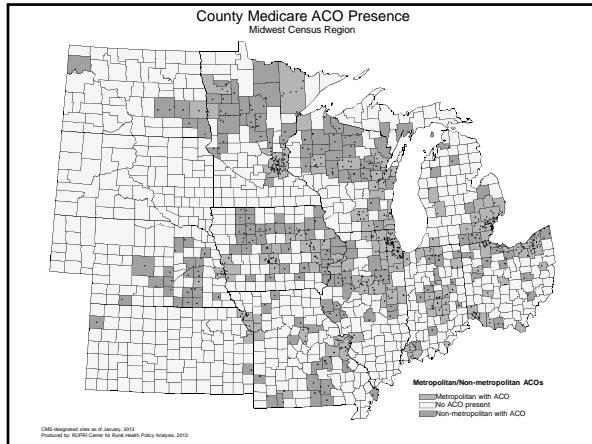 County Medicare ACO Presence
Midwest Census Region
Metropolitan/Non-metropolitan ACOs
Metropolitan with ACO
No ACO present
Non-metropolitan with ACO
CMS-designated sites as of January, 2013
Produced by: RUPRI Center for Rural Health Policy Analysis, 2013.